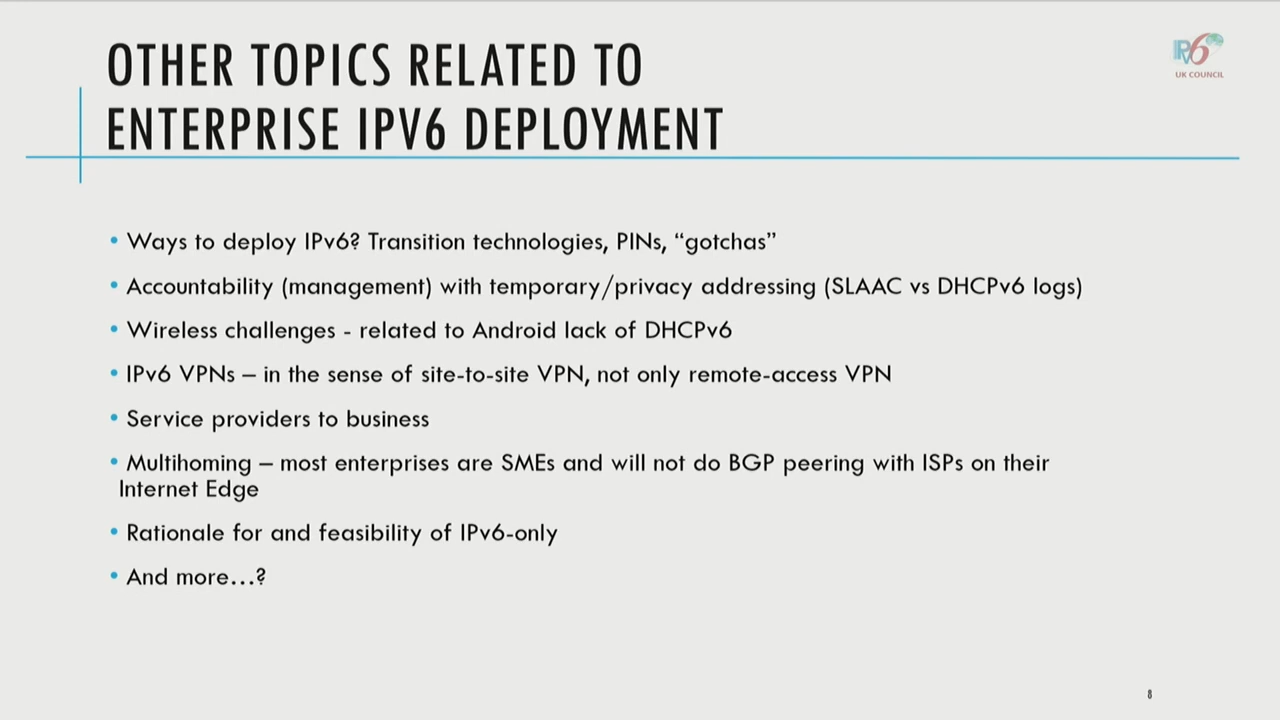 OTHER TOPICS RELATED TO
ENTERPRISE IPV6 DEPLOYMENT
IPv6
UK COUNCIL
• Ways to deploy IPv6? Transition technologies, PINs, “gotchas”
• Accountability (management) with temporary/privacy addressing (SLAAC vs DHCPv6 logs)
• Wireless challenges - related to Android lack of DHCPv6
• IPv6 VPNs – in the sense of site-to-site VPN, not only remote-access VPN
• Service providers to business
• Multihoming – most enterprises are SMEs and will not do BGP peering with ISPs on their
Internet Edge
• Rationale for and feasibility of IPv6-only
• And more...?
8